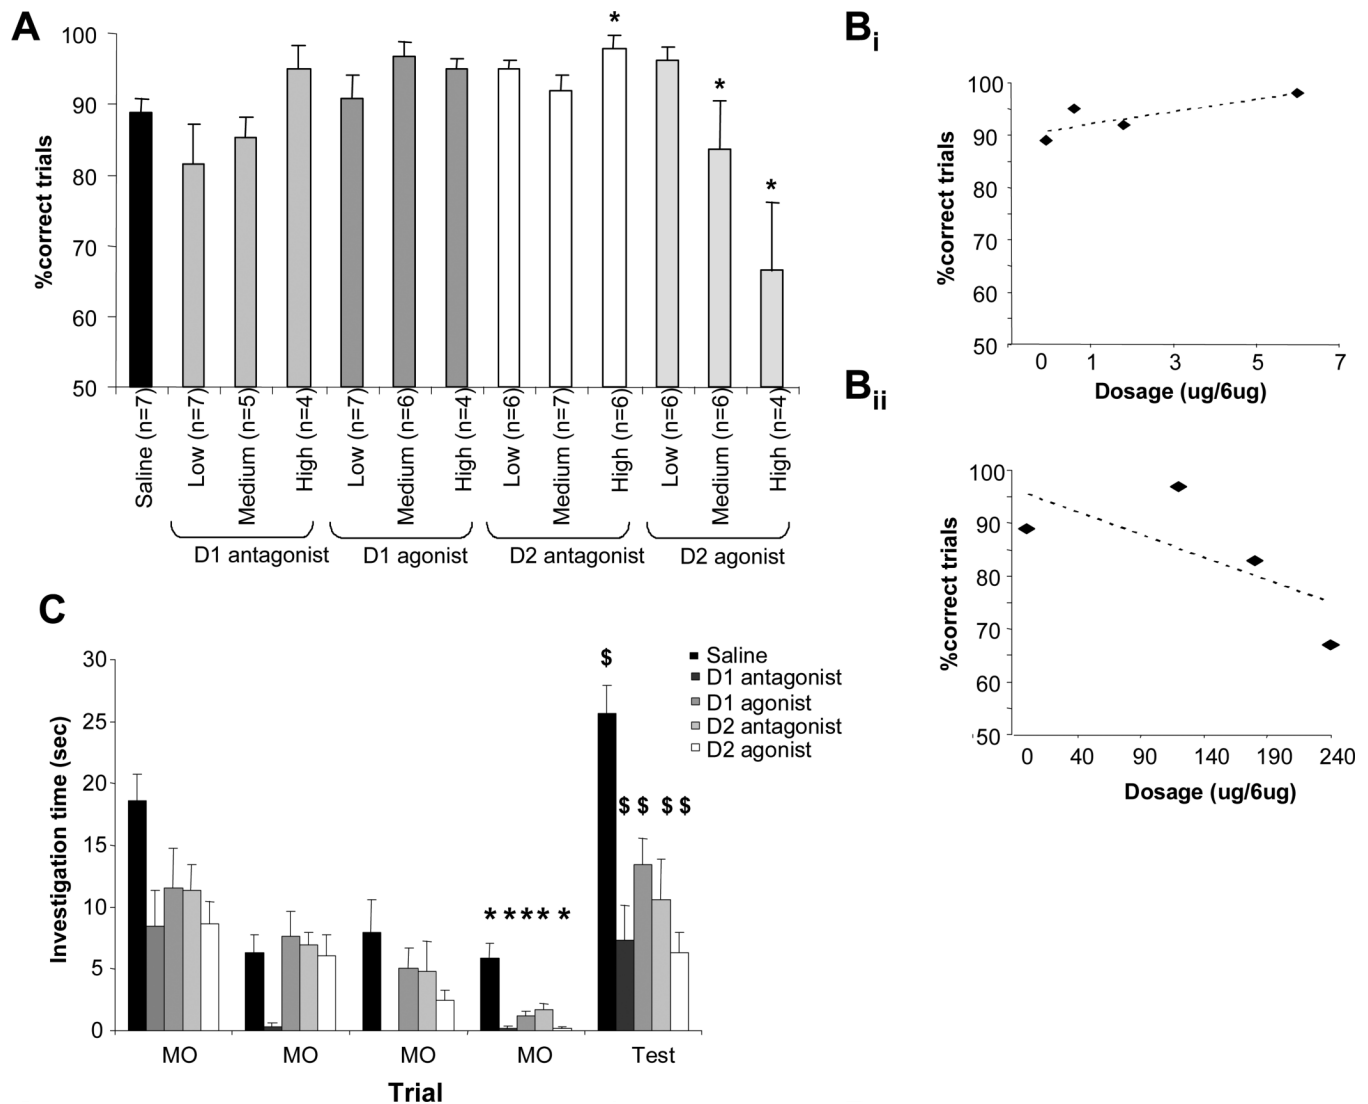 A
%correct trials
100
90
80
70
60
50
*
*
*
Saline (n=7)
Low (n=7)
Medium (n=5)
High (n=4)
Low (n=7)
Medium (n=6)
High (n=4)
Low (n=6)
Medium (n=7)
High (n=6)
Low (n=6)
Medium (n=6)
High (n=4)
D1 antagonist
D1 agonist
D2 antagonist
D2 agonist
Bi
%correct trials
100
90
80
70
60
50
0 1 3 5 7
Dosage (ug/6ug)
Bii
%correct trials
100
90
80
70
60
50
0 40 90 140 190 240
Dosage (ug/6ug)
C
Investigation time (sec)
30
25
20
15
10
5
0
Saline
D1 antagonist
D1 agonist
D2 antagonist
D2 agonist
$
$ $ $ $
* * * * *
MO MO MO MO Test
Trial